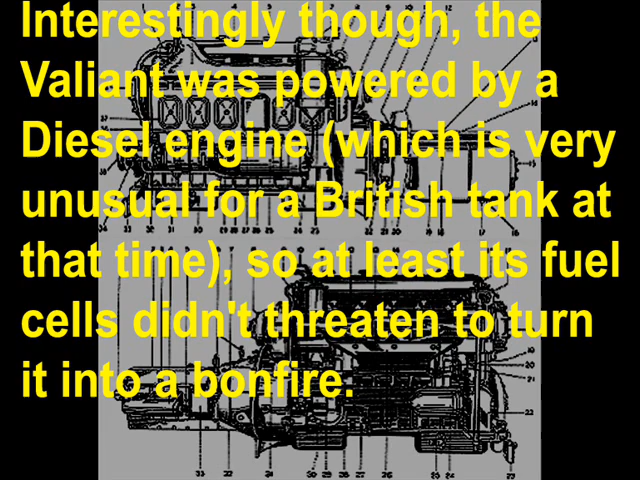 Interestingly though, the
Valiant was powered by a
Diesel engine (which is very
unusual for a British tank at
that time), so at least its fuel
cells didn't threaten to turn
it into a bonfire.